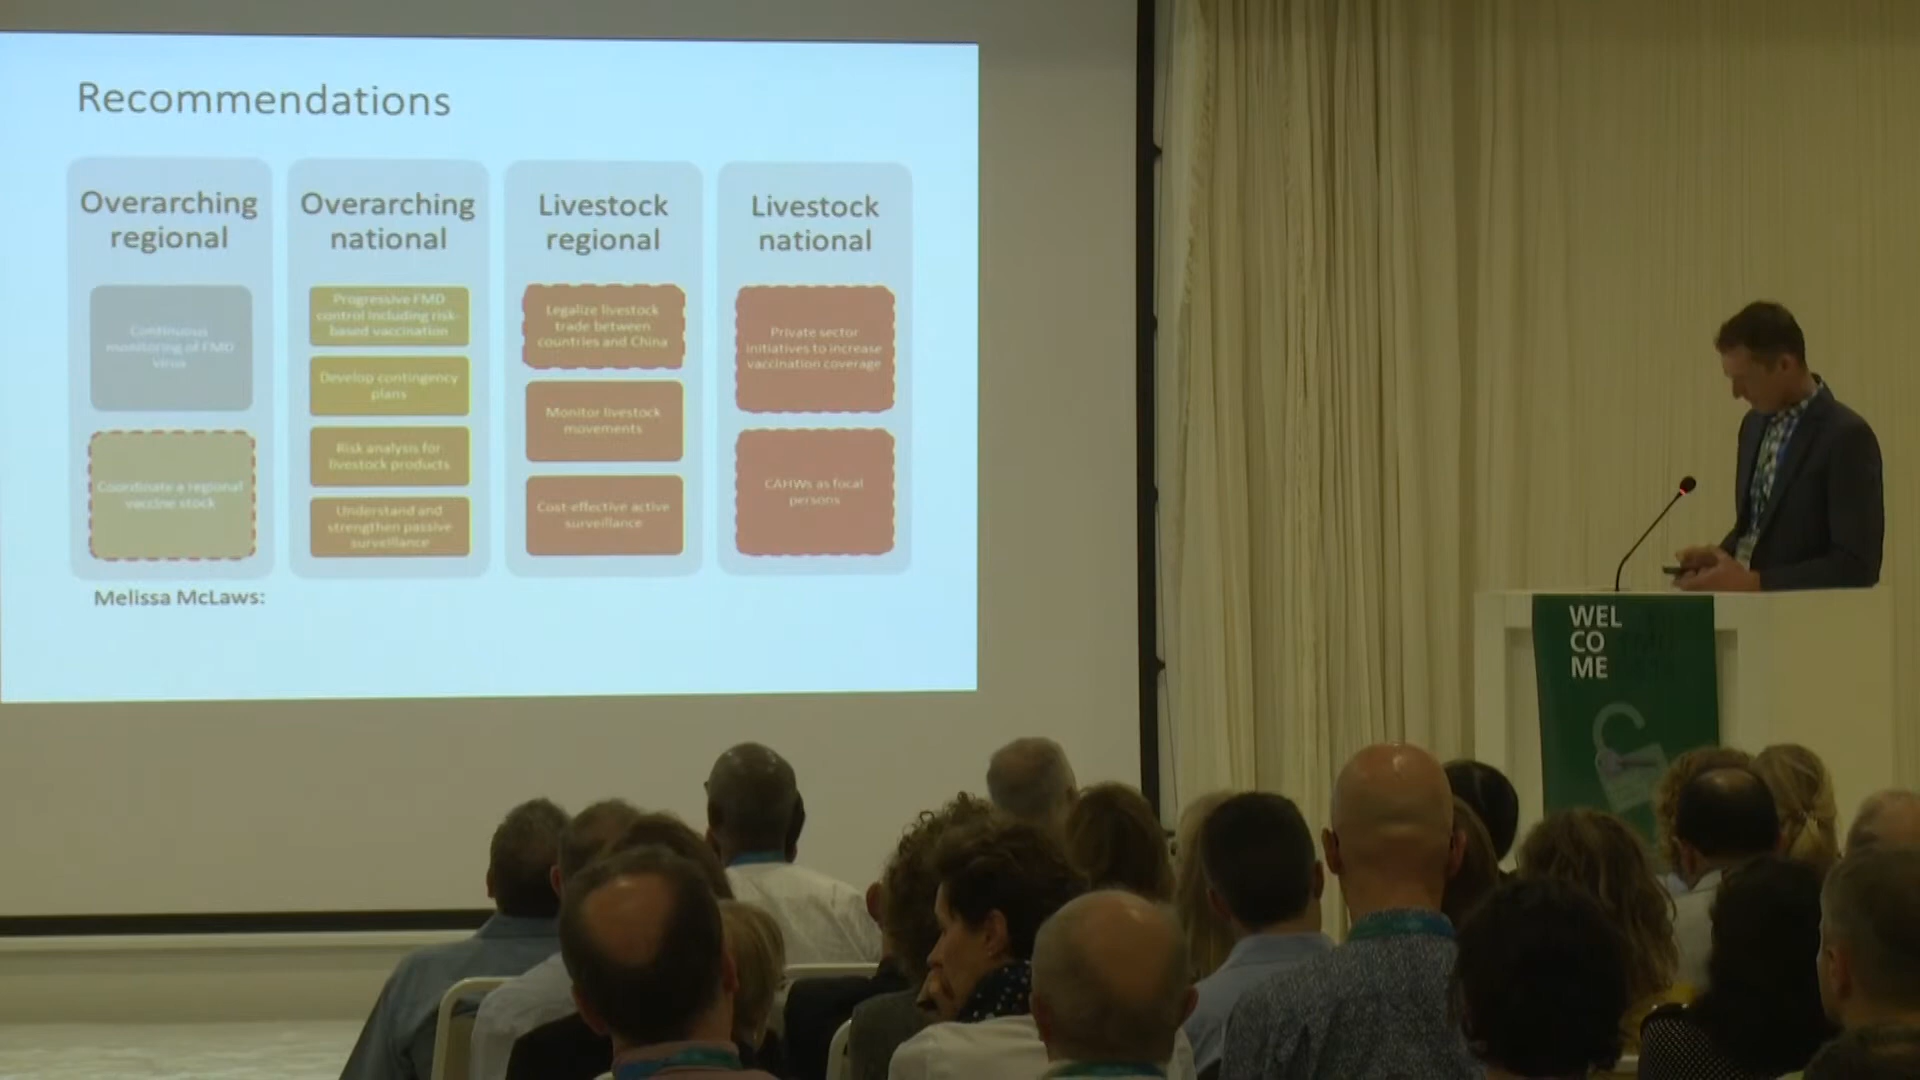 Recommendations
Overarching
regional
Continuous
monitoring of FMD
virus
Coordinate a regional
vaccine stock
Overarching
national
Progressive FMD
control including risk-
based vaccination
Develop contingency
plans
Risk analysis for
livestock products
Understand and
strengthen passive
surveillance
Livestock
regional
Legalize livestock
trade between
countries and China
Monitor livestock
movements
Cost-effective active
surveillance
Livestock
national
Private sector
initiatives to increase
vaccination coverage
CAHWs as focal
persons
Melissa McLaws:
WEL
CO
ME